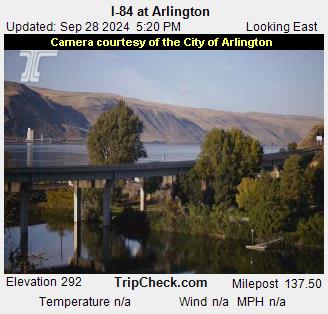 I-84 at Arlington
Updated: Sep 28 2024 5:20 PM Looking East
Camera courtesy of the City of Arlington
Elevation 292 TripCheck.com Milepost 137.50
Temperature n/a Wind n/a MPH n/a